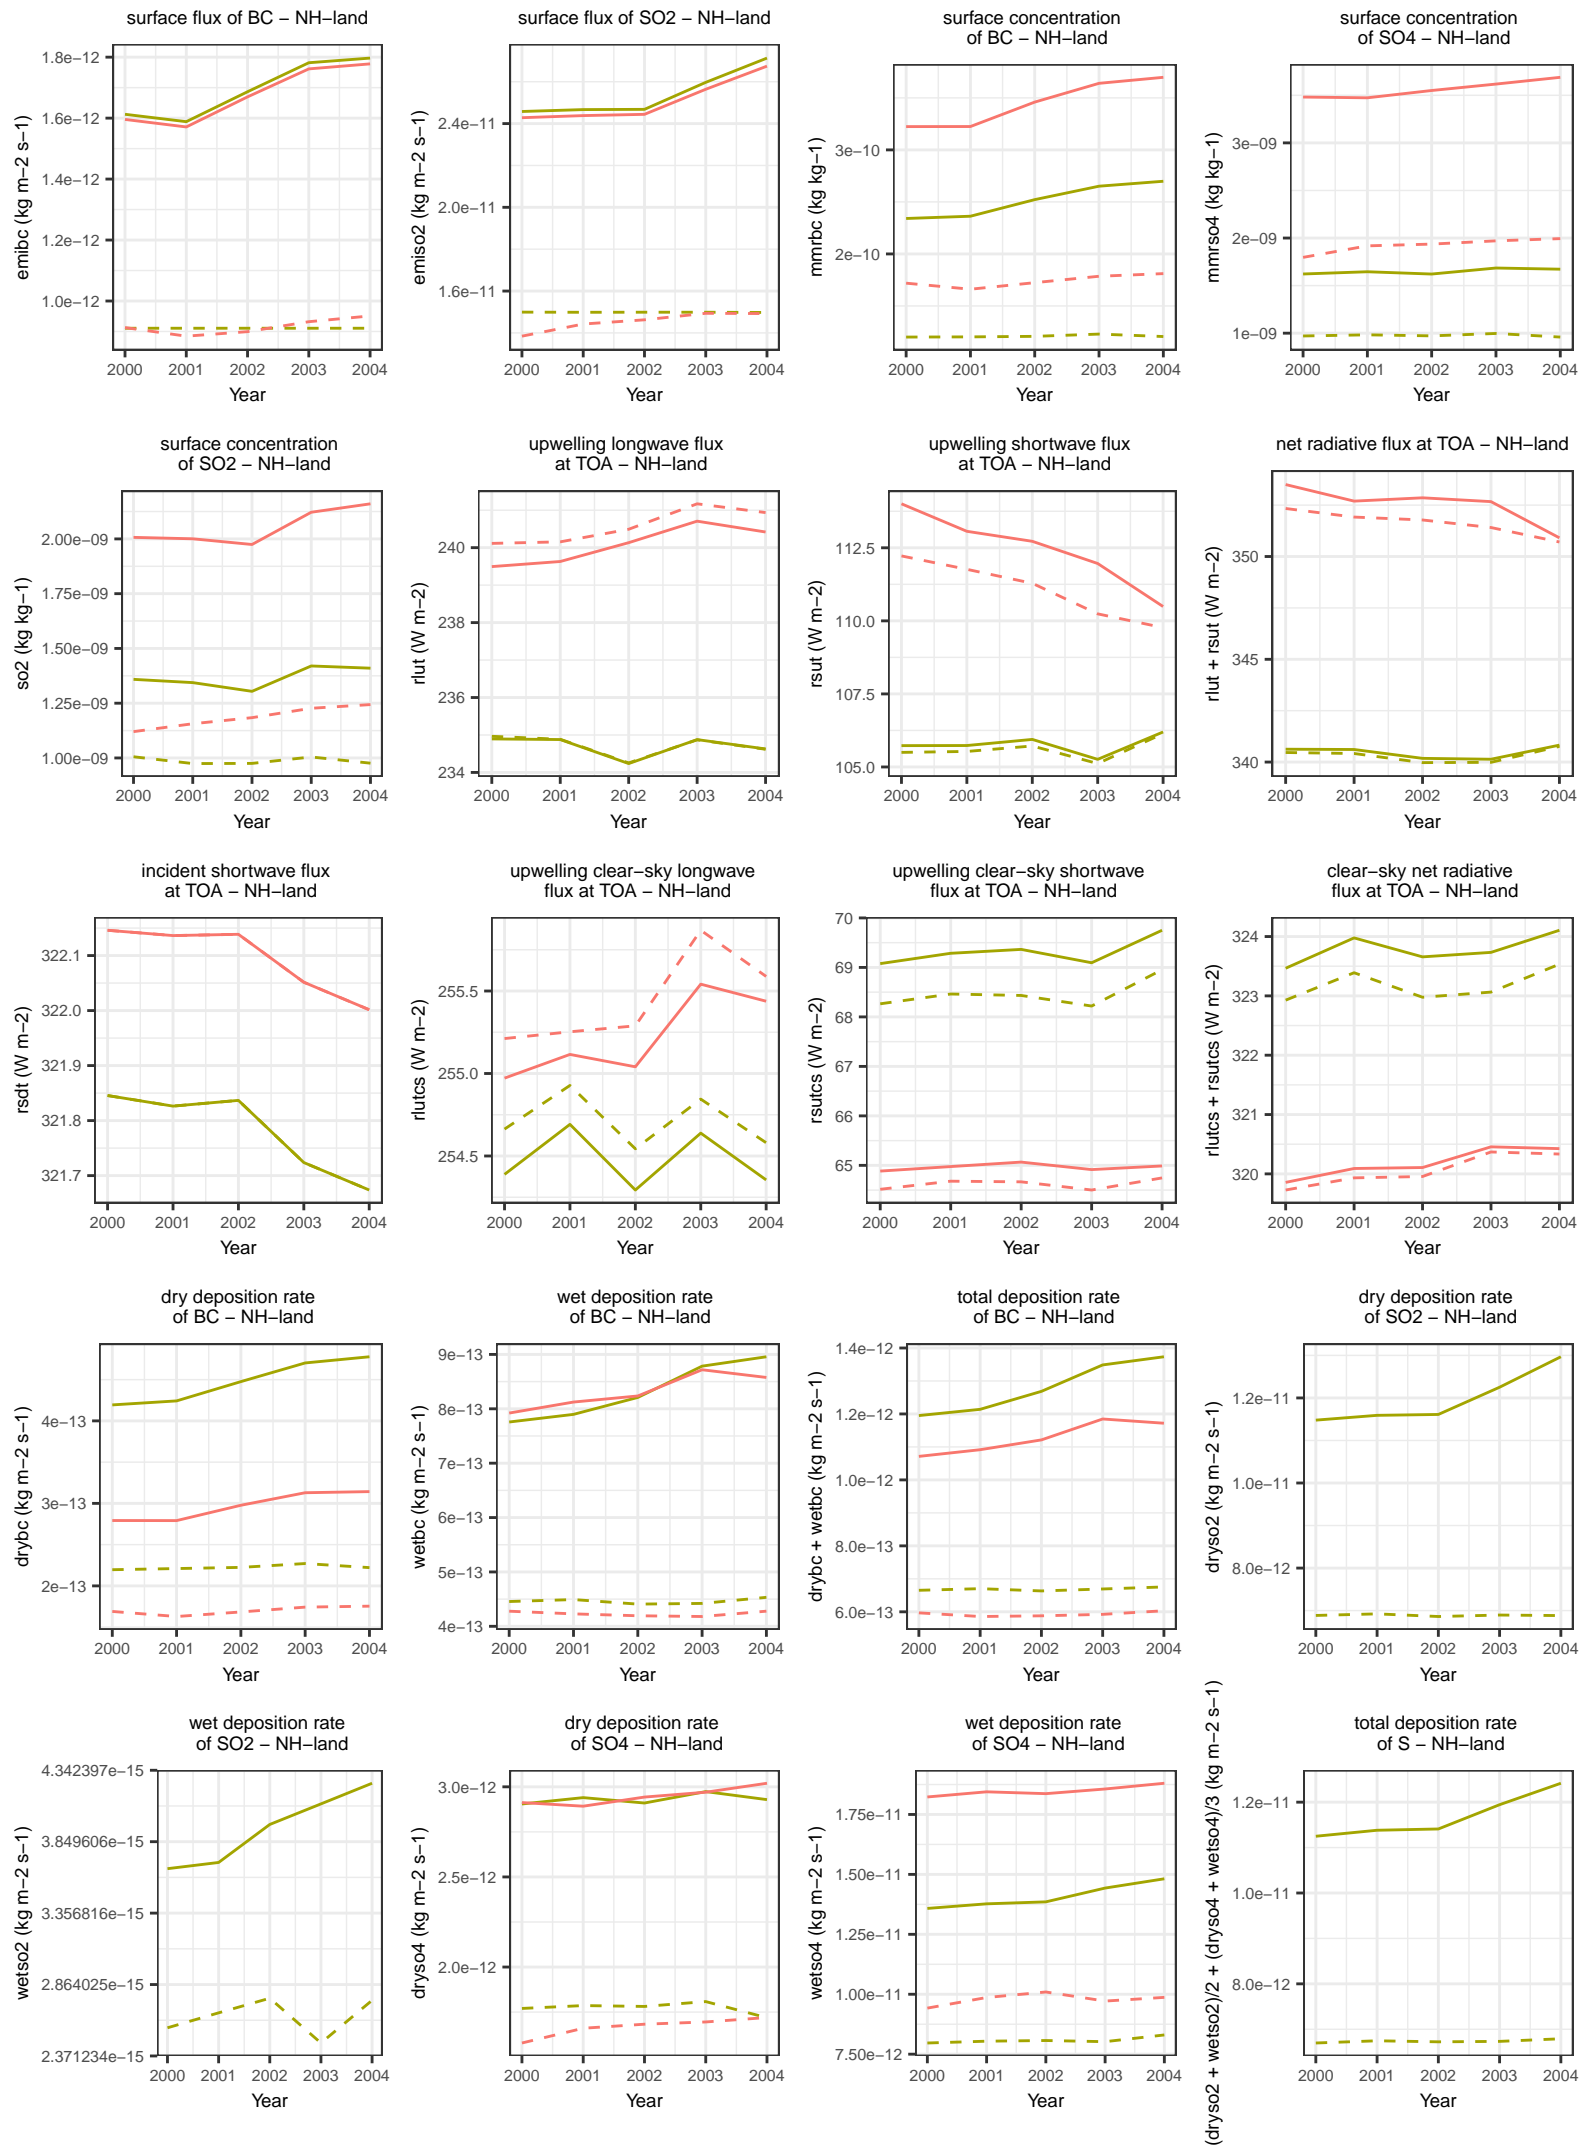 surface flux of BC − NH−land
1.8e−12
1.6e−12
1.4e−12
1.2e−12
1.0e−12
emibc (kg m−2 s−1)
2000 2001 2002 2003 2004
Year
surface flux of SO2 − NH−land
2.4e−11
2.0e−11
1.6e−11
emiso2 (kg m−2 s−1)
2000 2001 2002 2003 2004
Year
surface concentration
of BC − NH−land
3e−10
2e−10
mmrbc (kg kg−1)
2000 2001 2002 2003 2004
Year
surface concentration
of SO4 − NH−land
3e−09
2e−09
1e−09
mmrso4 (kg kg−1)
2000 2001 2002 2003 2004
Year
surface concentration
of SO2 − NH−land
2.00e−09
1.75e−09
1.50e−09
1.25e−09
1.00e−09
so2 (kg kg−1)
2000 2001 2002 2003 2004
Year
upwelling longwave flux
at TOA − NH−land
240
238
236
234
rlut (W m−2)
2000 2001 2002 2003 2004
Year
upwelling shortwave flux
at TOA − NH−land
112.5
110.0
107.5
105.0
rsut (W m−2)
2000 2001 2002 2003 2004
Year
net radiative flux at TOA − NH−land
350
345
340
rlut + rsut (W m−2)
2000 2001 2002 2003 2004
Year
incident shortwave flux
at TOA − NH−land
322.1
322.0
321.9
321.8
321.7
rsdt (W m−2)
2000 2001 2002 2003 2004
Year
upwelling clear−sky longwave
flux at TOA − NH−land
255.5
255.0
254.5
rlutcs (W m−2)
2000 2001 2002 2003 2004
Year
upwelling clear−sky shortwave
flux at TOA − NH−land
70
69
68
67
66
65
rsutcs (W m−2)
2000 2001 2002 2003 2004
Year
clear−sky net radiative
flux at TOA − NH−land
324
323
322
321
320
rlutcs + rsutcs (W m−2)
2000 2001 2002 2003 2004
Year
dry deposition rate
of BC − NH−land
4e−13
3e−13
2e−13
drybc (kg m−2 s−1)
2000 2001 2002 2003 2004
Year
wet deposition rate
of BC − NH−land
9e−13
8e−13
7e−13
6e−13
5e−13
4e−13
wetbc (kg m−2 s−1)
2000 2001 2002 2003 2004
Year
total deposition rate
of BC − NH−land
1.4e−12
1.2e−12
1.0e−12
8.0e−13
6.0e−13
drybc + wetbc (kg m−2 s−1)
2000 2001 2002 2003 2004
Year
dry deposition rate
of SO2 − NH−land
1.2e−11
1.0e−11
8.0e−12
dryso2 (kg m−2 s−1)
2000 2001 2002 2003 2004
Year
wet deposition rate
of SO2 − NH−land
4.342397e−15
3.849606e−15
3.356816e−15
2.864025e−15
2.371234e−15
wetso2 (kg m−2 s−1)
2000 2001 2002 2003 2004
Year
dry deposition rate
of SO4 − NH−land
3.0e−12
2.5e−12
2.0e−12
dryso4 (kg m−2 s−1)
2000 2001 2002 2003 2004
Year
wet deposition rate
of SO4 − NH−land
1.75e−11
1.50e−11
1.25e−11
1.00e−11
7.50e−12
wetso4 (kg m−2 s−1)
2000 2001 2002 2003 2004
Year
total deposition rate
of S − NH−land
1.2e−11
1.0e−11
8.0e−12
(dryso2 + wetso2)/2 + (dryso4 + wetso4)/3 (kg m−2 s−1)
2000 2001 2002 2003 2004
Year